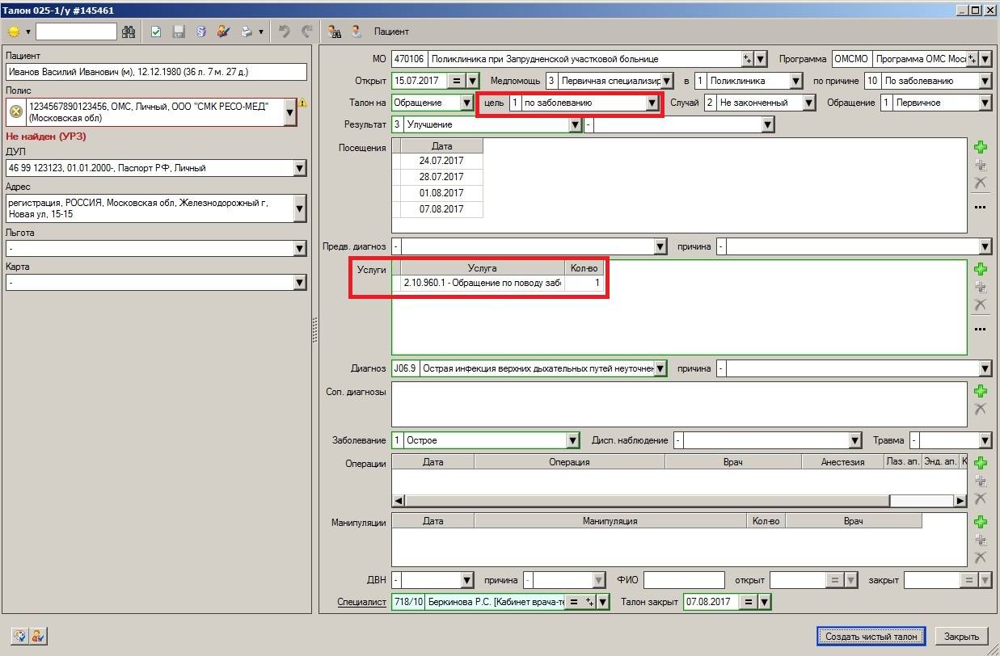 Талон 025-1/у #145461
Пациент
Пациент
Иванов Василий Иванович (м), 12.12.1980 (36 л. 7 м. 27 д.)
Полис
1234567890123456, ОМС, Личный, ООО "СМК РЕСО-МЕД"
(Московская обл)
Не найден (УРЗ)
ДУЛ
46 99 123123, 01.01.2000-, Паспорт РФ, Личный
Адрес
регистрация, РОССИЯ, Московская обл, Железнодорожный г,
Новая ул, 15-15
Льгота
-
Карта
-
МО 470106 Поликлиника при Запрудненской участковой больнице Программа ОМСМО Программа ОМС Мос
Открыт 15.07.2017 = Медпомощь 3 Первичная специализир в 1 Поликлиника по причине 10 По заболеванию
Талон на Обращение цель 1 по заболеванию Случай 2 Не законченный Обращение 1 Первичное
Результат 3 Улучшение -
Посещения Дата
24.07.2017
28.07.2017
01.08.2017
07.08.2017
Предв. диагноз - причина -
Услуги Услуга Кол-во
2.10.960.1 - Обращение по поводу заб 1
Диагноз J06.9 Острая инфекция верхних дыхательных путей неуточнен причина -
Соп. диагнозы
Заболевание 1 Острое Дисп. наблюдение - Травма -
Операции Дата Операция Врач Анестезия Лаз. ап. Энд. ап. К
Манипуляции Дата Манипуляция Кол-во Врач
ДВН - причина - ФИО открыт = закрыт =
Специалист 718/10 Беркинова Р.С. [Кабинет врача-те = Талон закрыт 07.08.2017 =
Создать чистый талон Закрыть